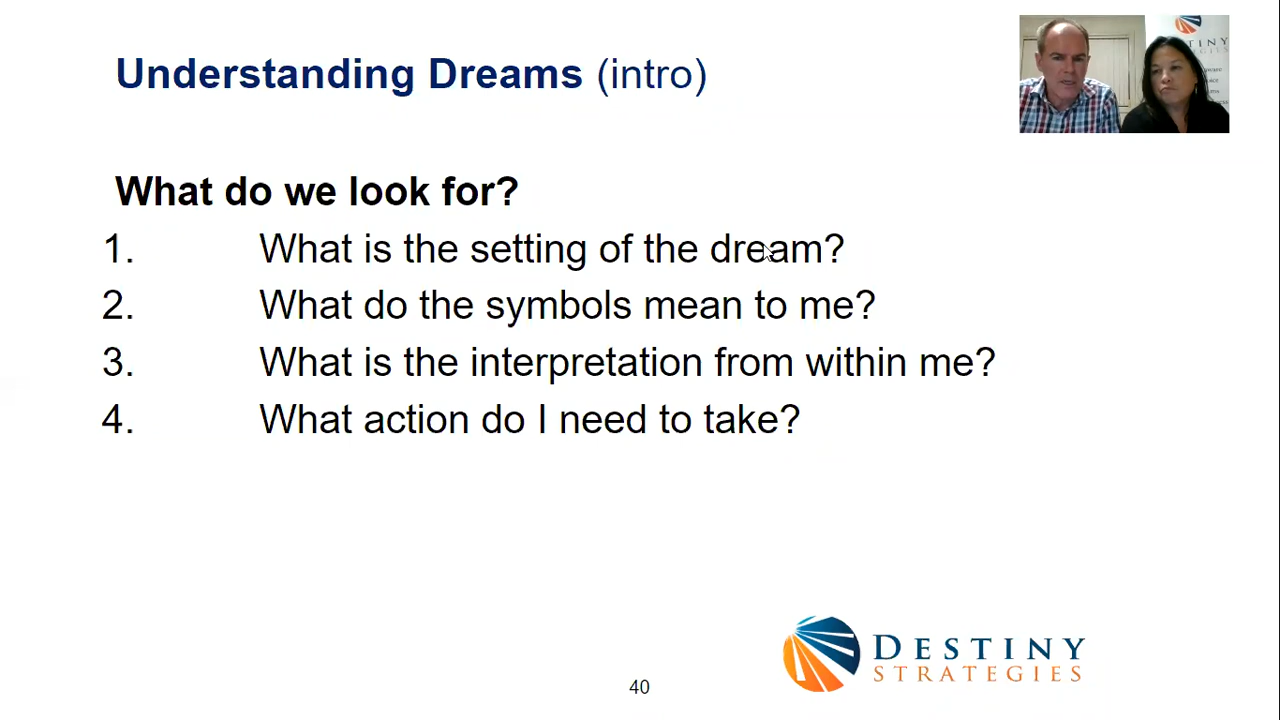 Understanding Dreams (intro)
DESTINY
STRATEGIES
What do we look for?
1. What is the setting of the dream?
2. What do the symbols mean to me?
3. What is the interpretation from within me?
4. What action do I need to take?
DESTINY
STRATEGIES
40